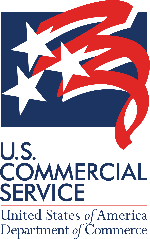 U.S.
COMMERCIAL
SERVICE
United States of America
Department of Commerce